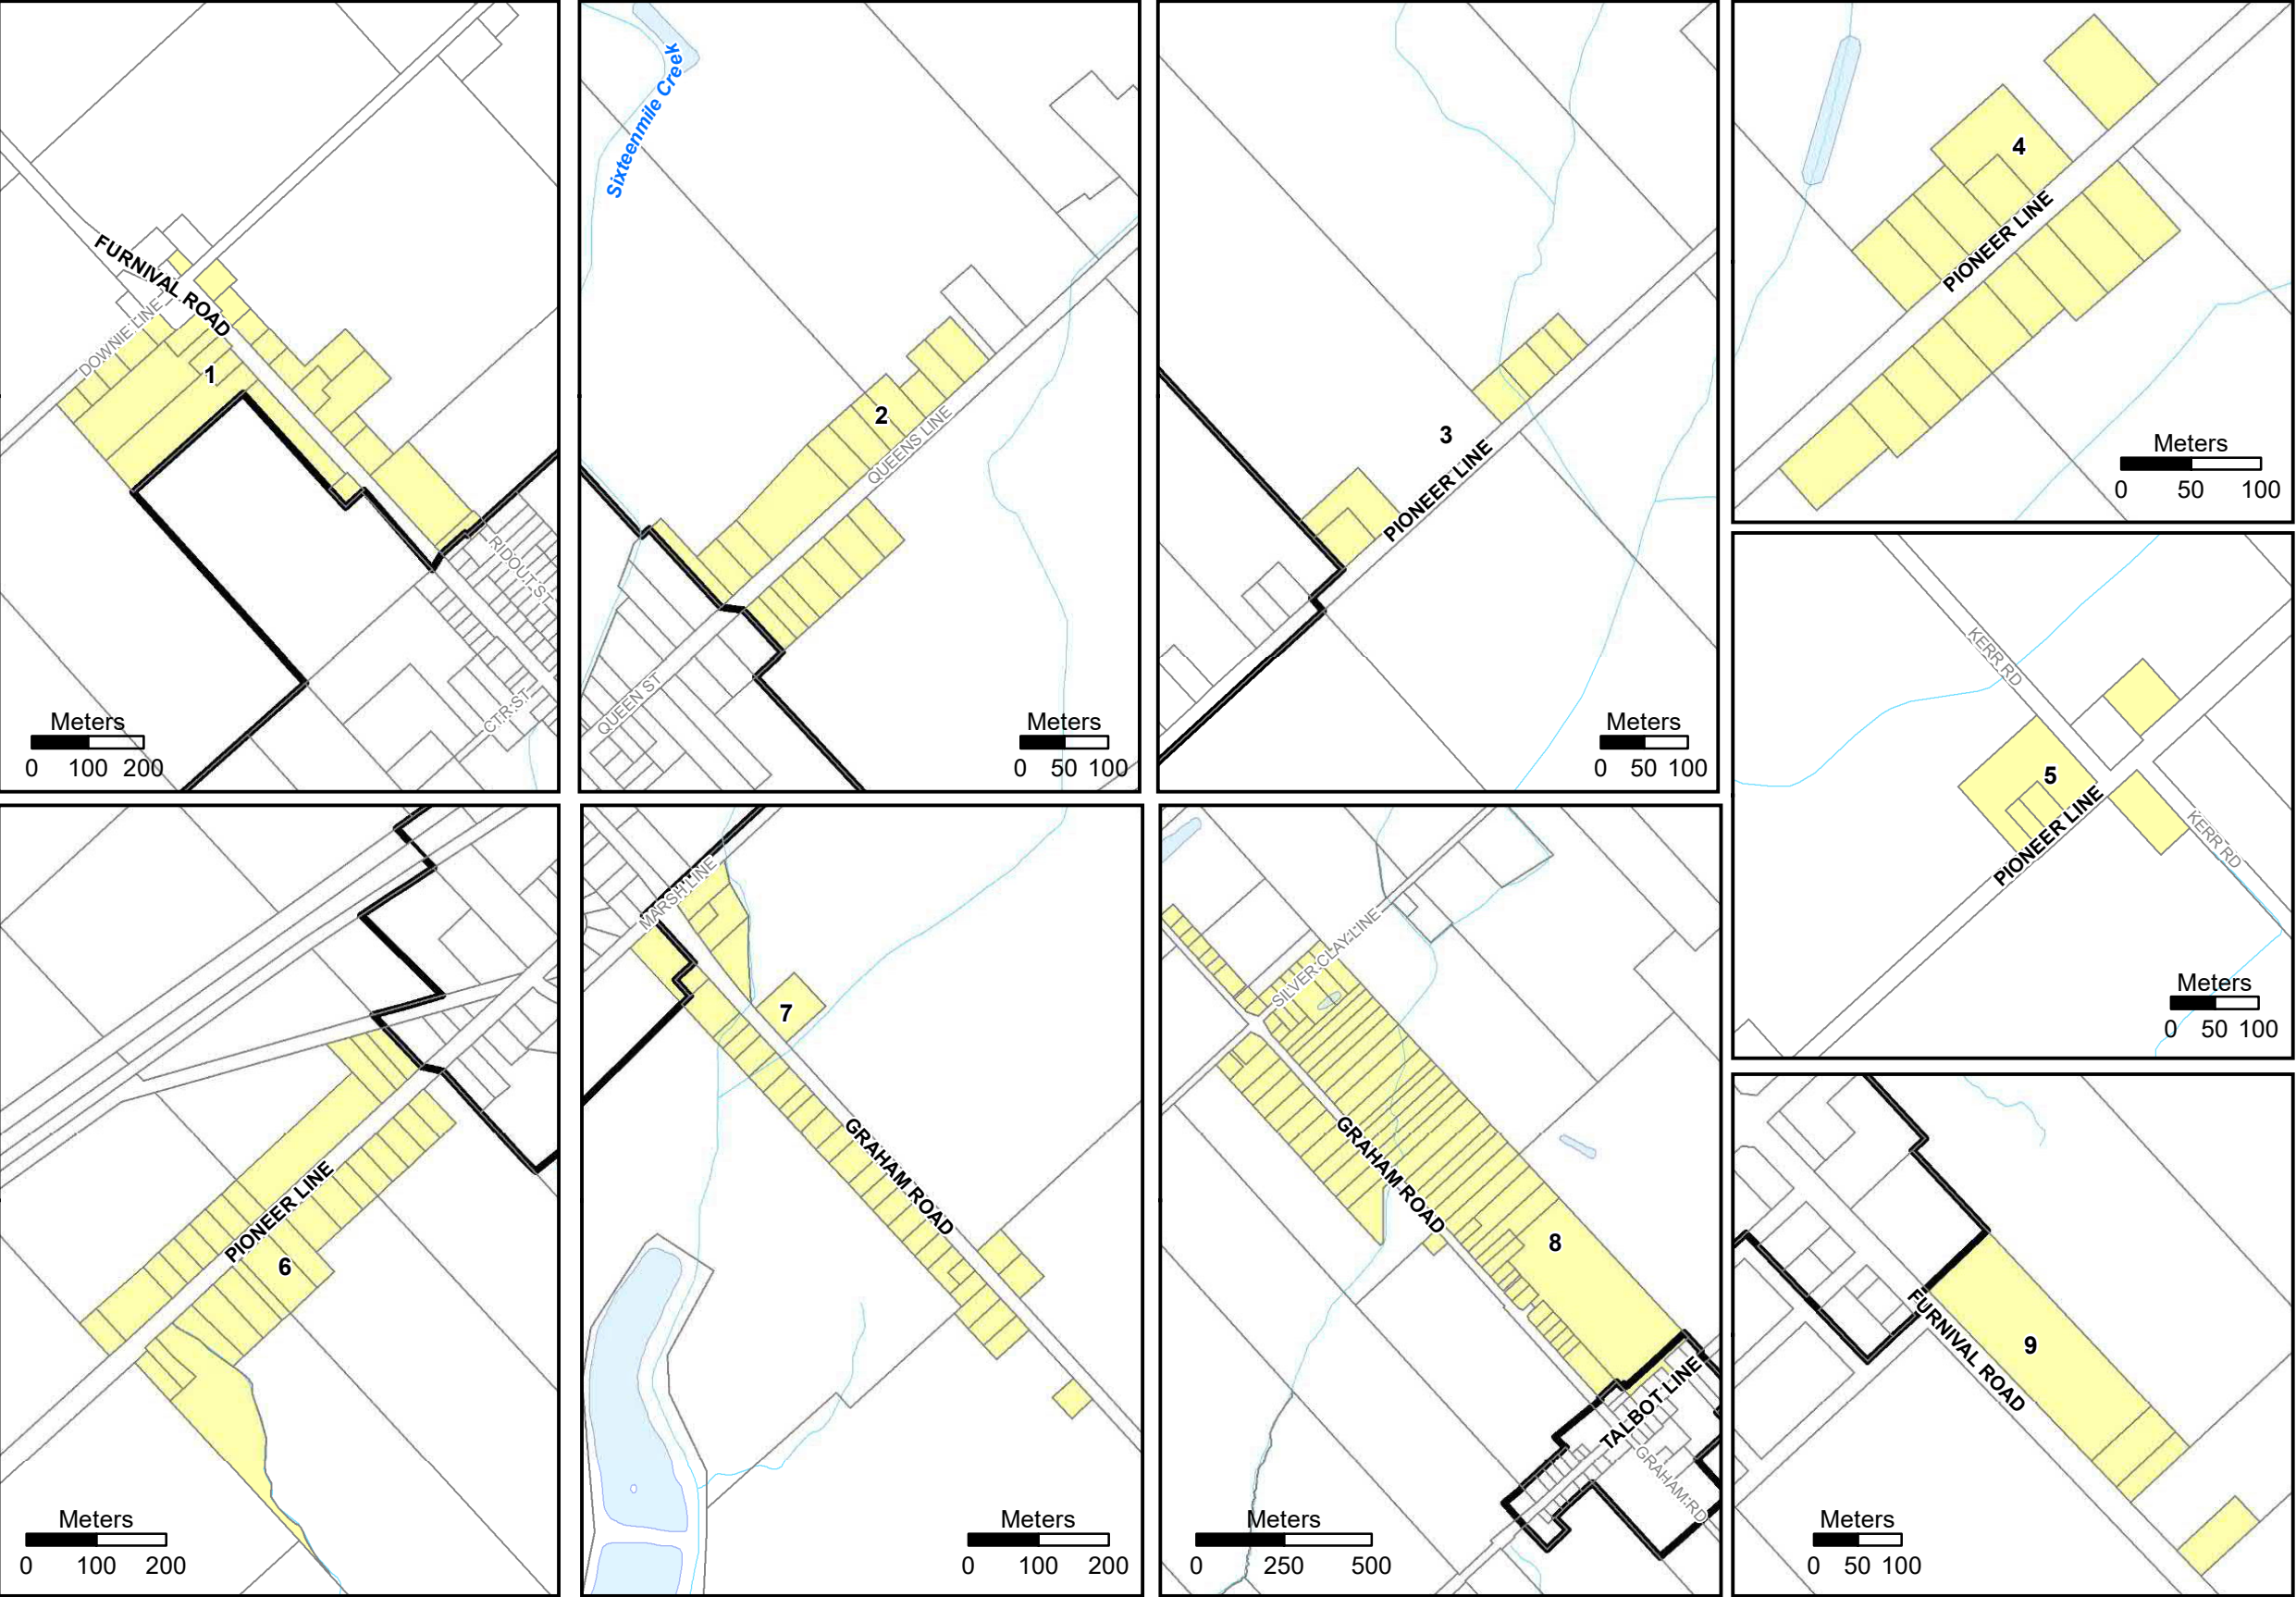 FURNIVAL ROAD
DOWNIE LINE
1
RIDOUT ST
CTR ST
Meters
0 100 200
Sixteenmile Creek
2
QUEENS LINE
QUEEN ST
Meters
0 50 100
3
PIONEER LINE
Meters
0 50 100
4
PIONEER LINE
Meters
0 50 100
KERR RD
5
PIONEER LINE
KERR RD
Meters
0 50 100
PIONEER LINE
6
Meters
0 100 200
MARSH LINE
7
GRAHAM ROAD
Meters
0 100 200
SILVER CLAY LINE
GRAHAM ROAD
8
TALBOT LINE
GRAHAM RD
Meters
0 250 500
FURNIVAL ROAD
9
Meters
0 50 100